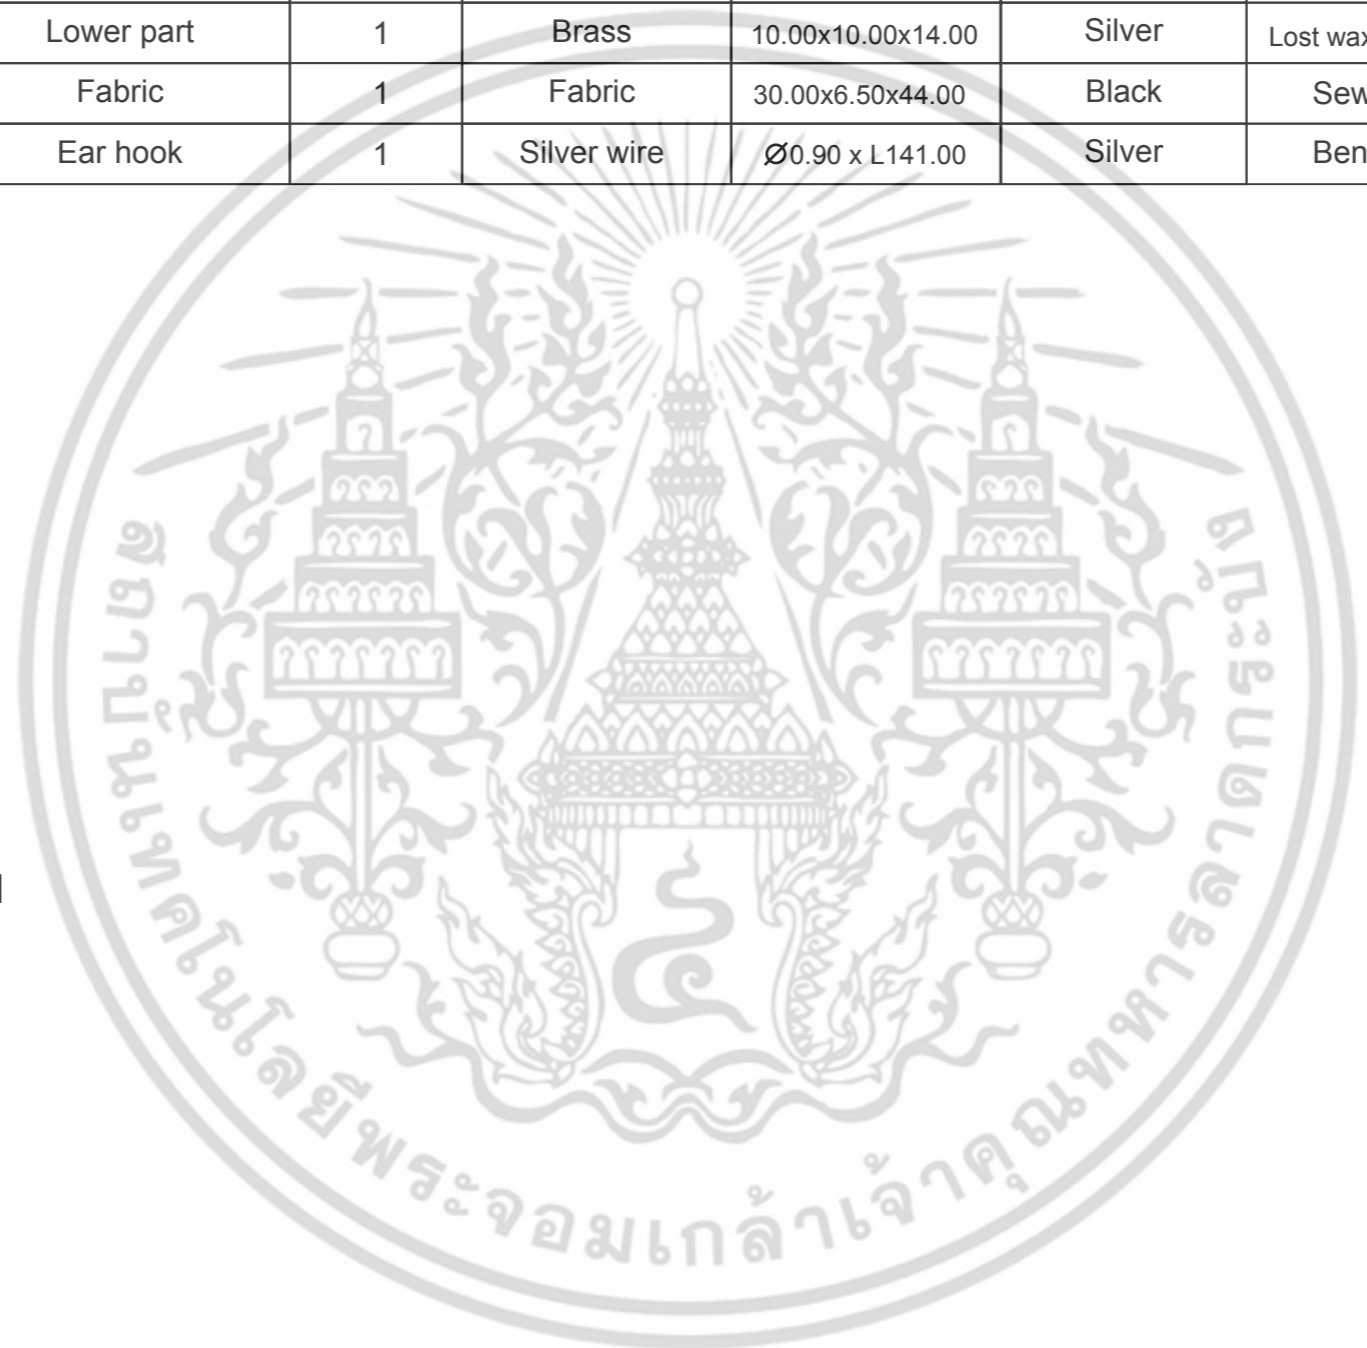 Lower part 1 Brass 10.00x10.00x14.00 Silver Lost wax
Fabric 1 Fabric 30.00x6.50x44.00 Black Sew
Ear hook 1 Silver wire Ø0.90 x L141.00 Silver Ben
๔
สถาบันเทคโนโลยีพระจอมเกล้าเจ้าคุณทหารลาดกระบัง